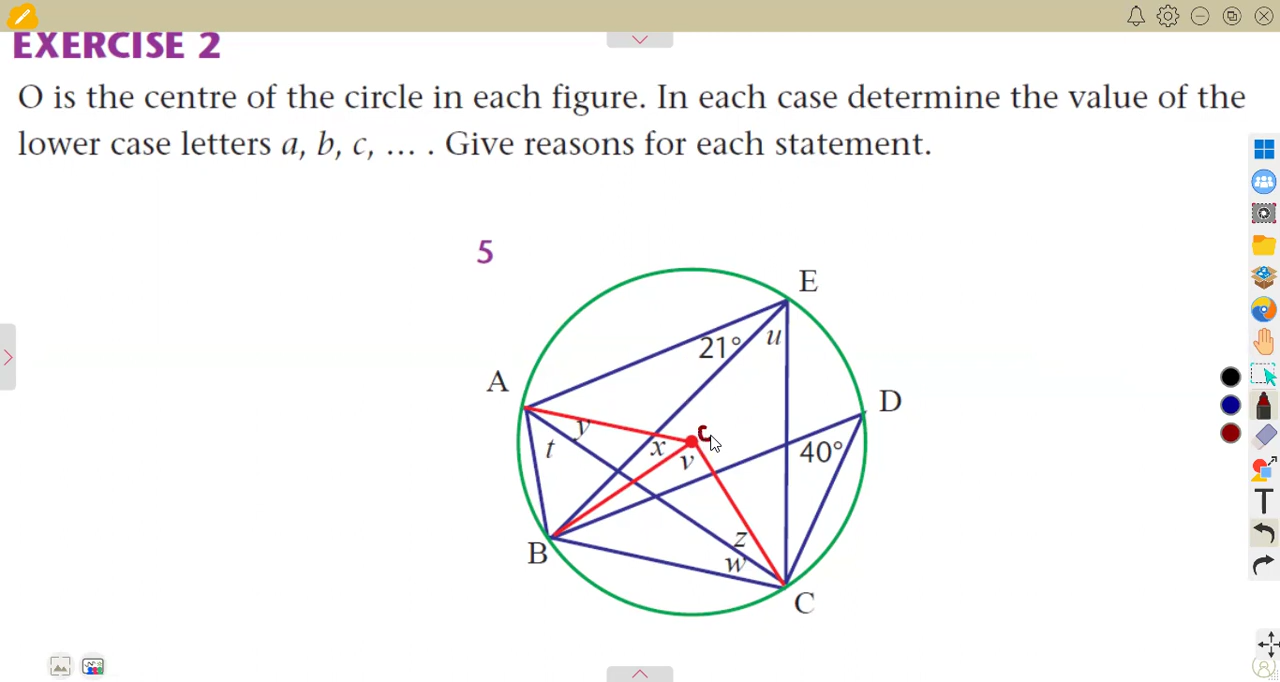 EXERCISE 2
O is the centre of the circle in each figure. In each case determine the value of the
lower case letters a, b, c, ... . Give reasons for each statement.
5
E
21° u
A
D
y
t
x
v
40°
z
w
B
C
T